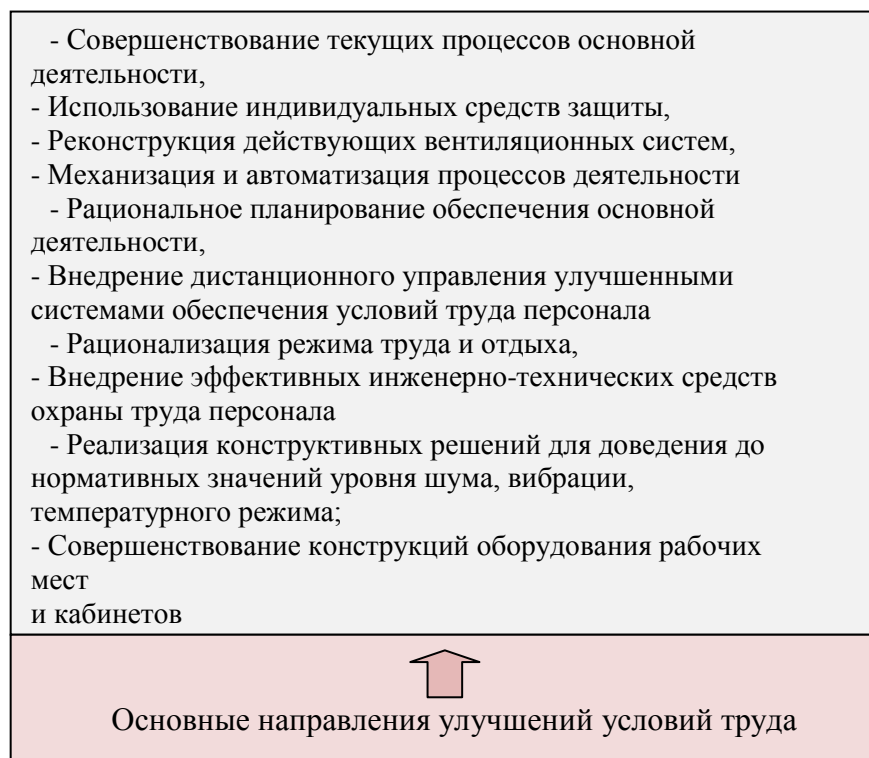 - Совершенствование текущих процессов основной
деятельности,
- Использование индивидуальных средств защиты,
- Реконструкция действующих вентиляционных систем,
- Механизация и автоматизация процессов деятельности
- Рациональное планирование обеспечения основной
деятельности,
- Внедрение дистанционного управления улучшенными
системами обеспечения условий труда персонала
- Рационализация режима труда и отдыха,
- Внедрение эффективных инженерно-технических средств
охраны труда персонала
- Реализация конструктивных решений для доведения до
нормативных значений уровня шума, вибрации,
температурного режима;
- Совершенствование конструкций оборудования рабочих
мест
и кабинетов
Основные направления улучшений условий труда